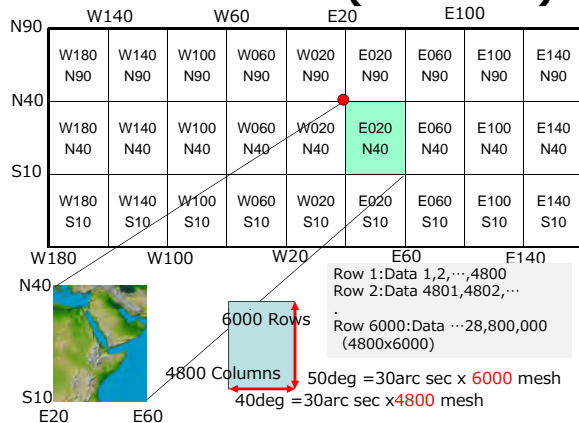 W140 W60 E20 E100
N90
W180 W140 W100 W060 W020 E020 E060 E100 E140
N90 N90 N90 N90 N90 N90 N90 N90 N90
N40
W180 W140 W100 W060 W020 E020 E060 E100 E140
N40 N40 N40 N40 N40 N40 N40 N40 N40
S10
W180 W140 W100 W060 W020 E020 E060 E100 E140
S10 S10 S10 S10 S10 S10 S10 S10 S10
W180 W100 W20 E60 E140
N40
S10
E20 E60
6000 Rows
4800 Columns
Row 1:Data 1,2,…,4800
Row 2:Data 4801,4802,…
.
Row 6000:Data …28,800,000
(4800x6000)
50deg =30arc sec x 6000 mesh
40deg =30arc sec x4800 mesh